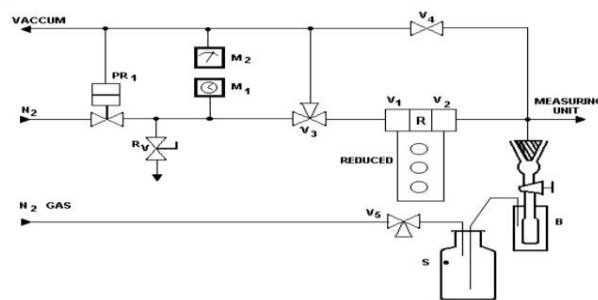 VACCUM
V4
PR1
M2
M1
N2
V3
V1
R
V2
MEASURING
UNIT
RV
REDUCED
N2 GAS
V5
B
S